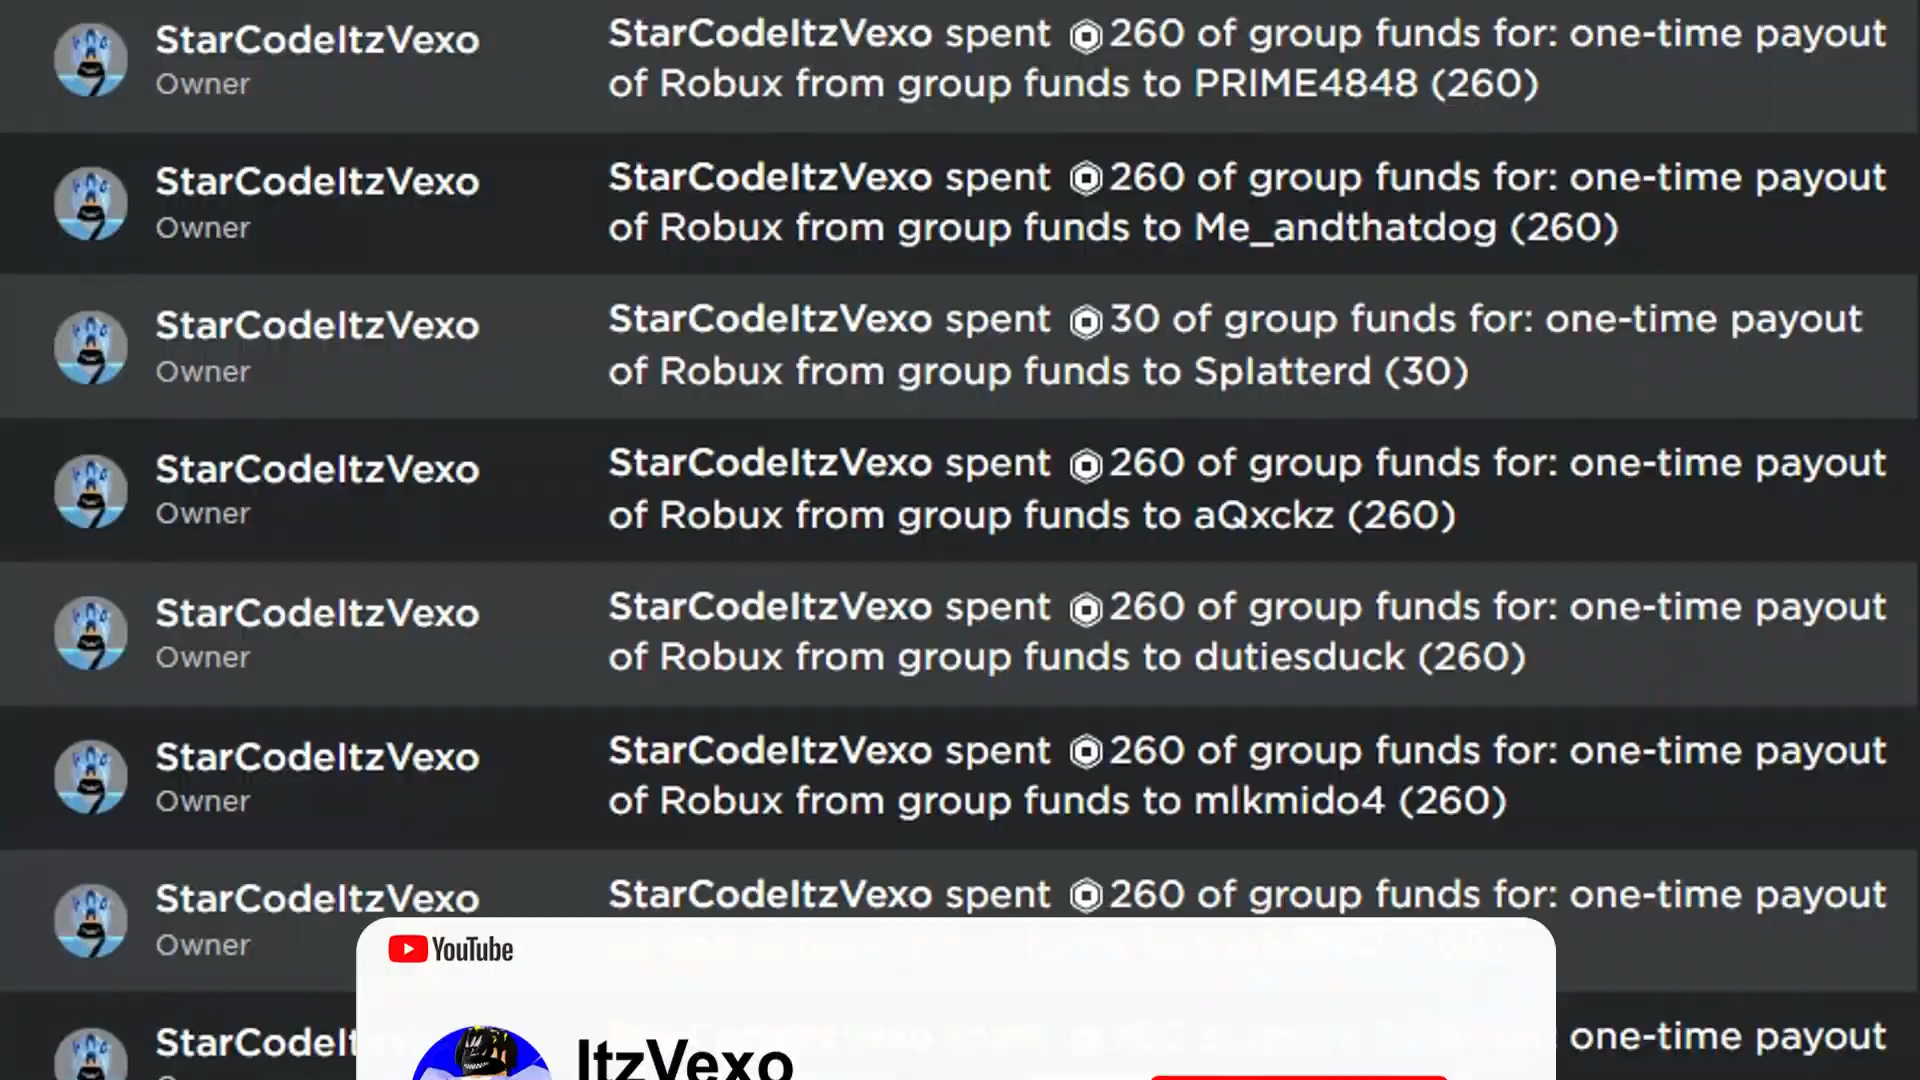 StarCodeItzVexo
Owner
StarCodeItzVexo spent 260 of group funds for: one-time payout
of Robux from group funds to PRIME4848 (260)
StarCodeItzVexo
Owner
StarCodeItzVexo spent 260 of group funds for: one-time payout
of Robux from group funds to Me_andthatdog (260)
StarCodeItzVexo
Owner
StarCodeItzVexo spent 30 of group funds for: one-time payout
of Robux from group funds to Splatterd (30)
StarCodeItzVexo
Owner
StarCodeItzVexo spent 260 of group funds for: one-time payout
of Robux from group funds to aQxckz (260)
StarCodeItzVexo
Owner
StarCodeItzVexo spent 260 of group funds for: one-time payout
of Robux from group funds to dutiesduck (260)
StarCodeItzVexo
Owner
StarCodeItzVexo spent 260 of group funds for: one-time payout
of Robux from group funds to mlkmido4 (260)
StarCodeItzVexo
Owner
StarCodeItzVexo spent 260 of group funds for: one-time payout
YouTube
StarCodeIt
one-time payout
ItzVexo